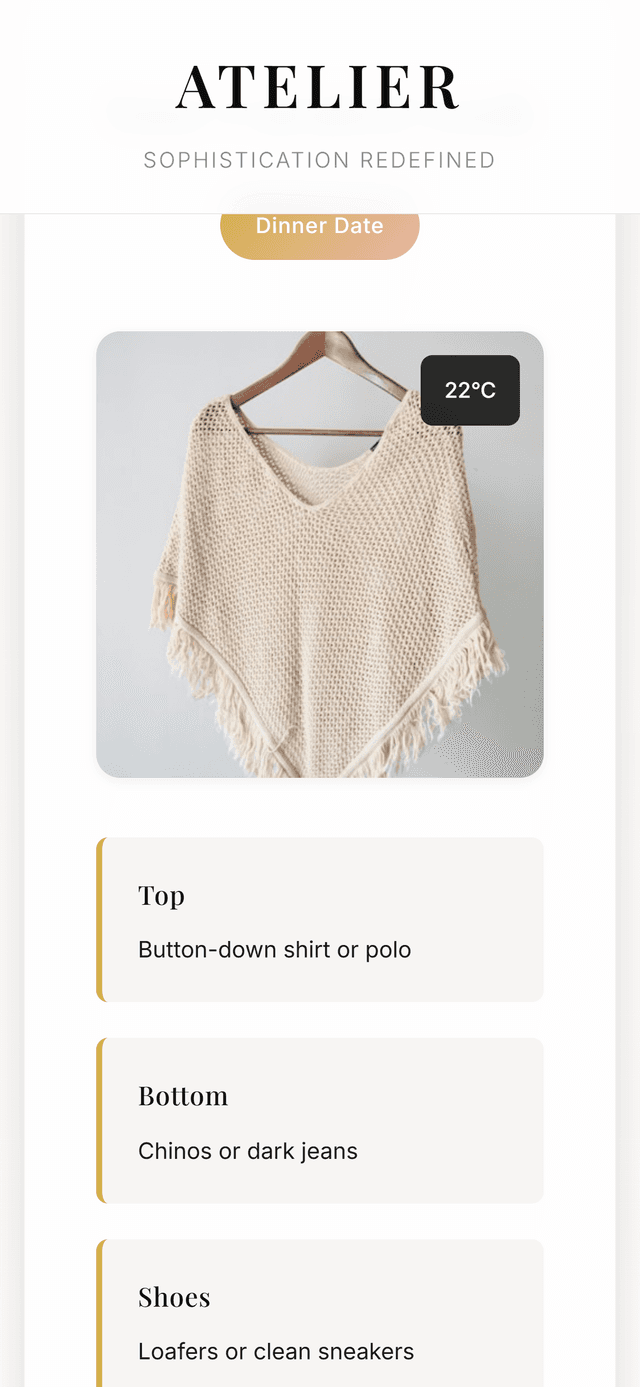 ATELIER
SOPHISTICATION REDEFINED
Dinner Date
22°C
Top
Button-down shirt or polo
Bottom
Chinos or dark jeans
Shoes
Loafers or clean sneakers